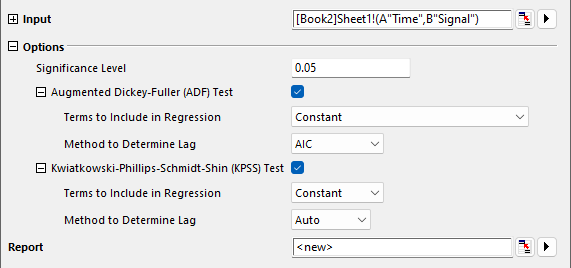 Input [Book2]Sheet1!(A"Time",B"Signal")
Options
Significance Level 0.05
Augmented Dickey-Fuller (ADF) Test
Terms to Include in Regression Constant
Method to Determine Lag AIC
Kwiatkowski-Phillips-Schmidt-Shin (KPSS) Test
Terms to Include in Regression Constant
Method to Determine Lag Auto
Report <new>